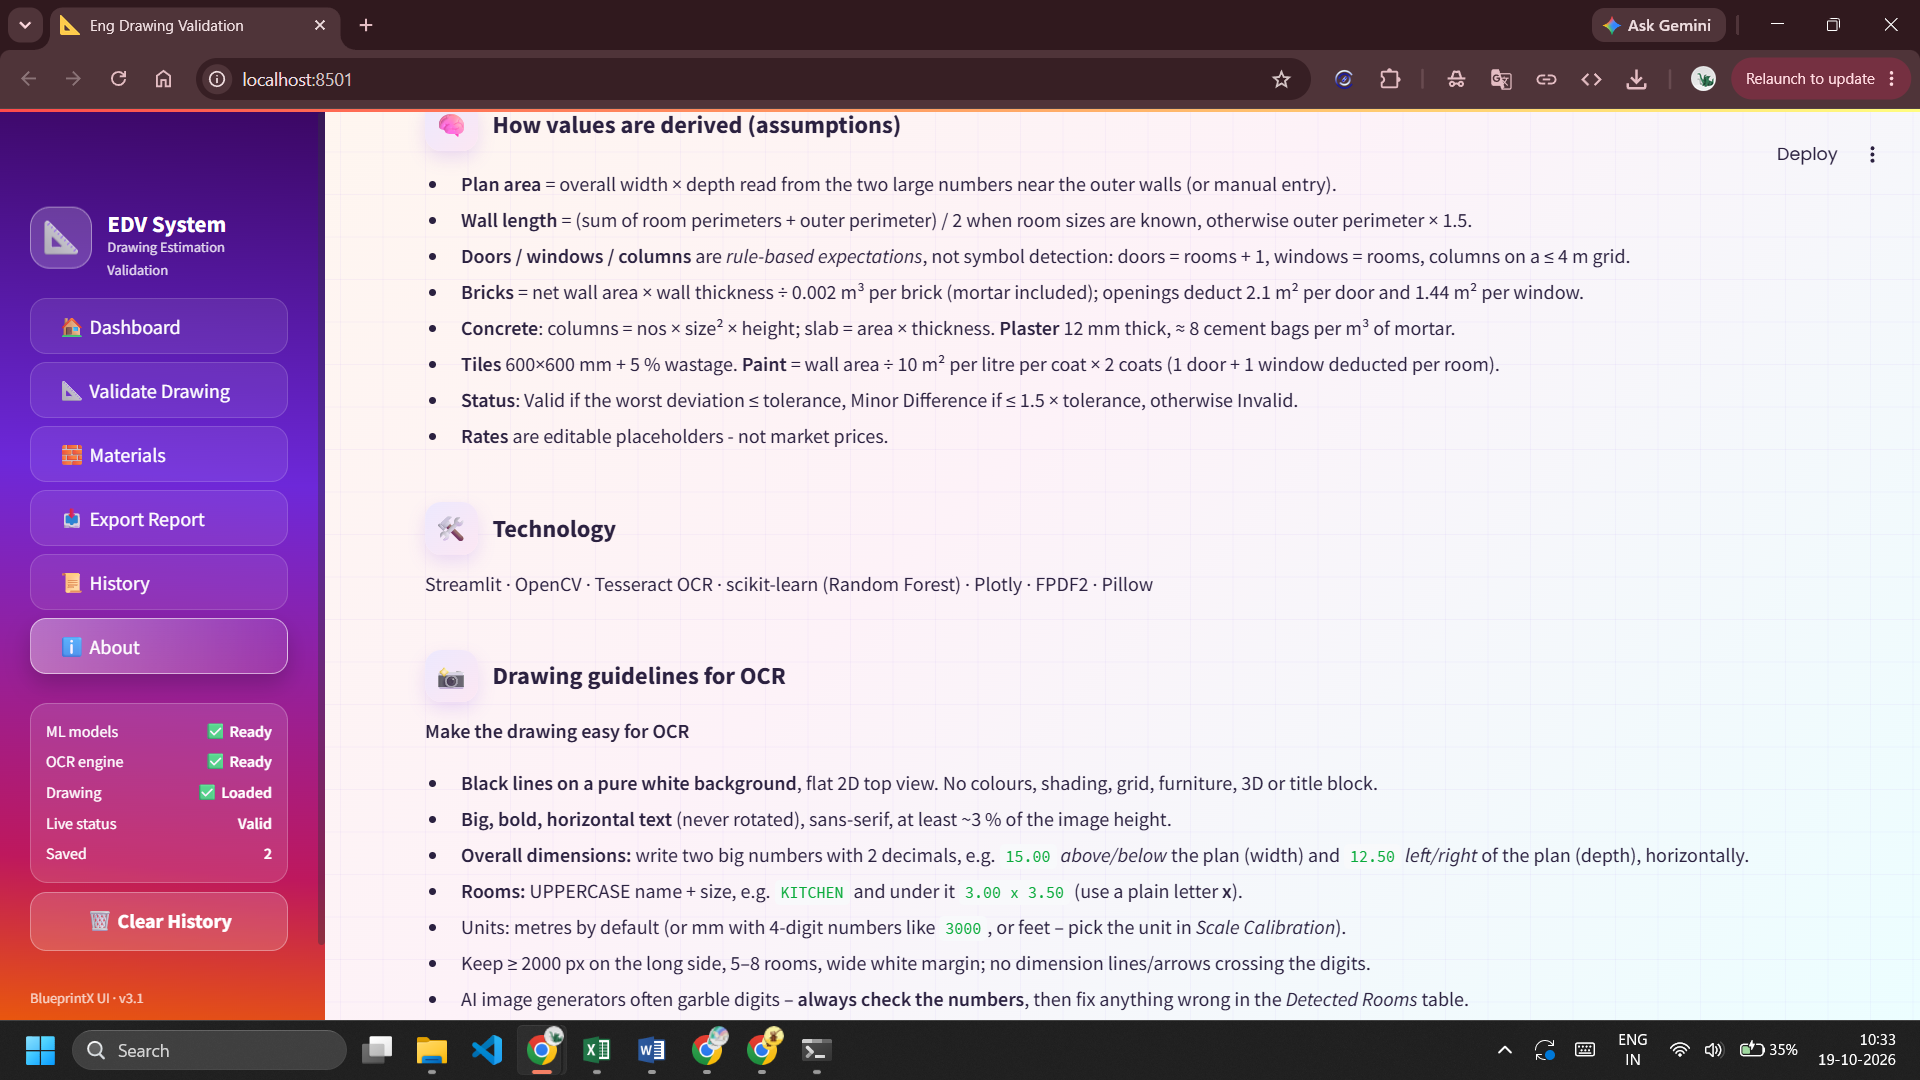 Eng Drawing Validation
Ask Gemini
localhost:8501
Relaunch to update
Deploy
EDV System
Drawing Estimation
Validation
Dashboard
Validate Drawing
Materials
Export Report
History
About
ML models Ready
OCR engine Ready
Drawing Loaded
Live status Valid
Saved 2
Clear History
BlueprintX UI · v3.1
How values are derived (assumptions)
• Plan area = overall width × depth read from the two large numbers near the outer walls (or manual entry).
• Wall length = (sum of room perimeters + outer perimeter) / 2 when room sizes are known, otherwise outer perimeter × 1.5.
• Doors / windows / columns are rule-based expectations, not symbol detection: doors = rooms + 1, windows = rooms, columns on a ≤ 4 m grid.
• Bricks = net wall area × wall thickness ÷ 0.002 m³ per brick (mortar included); openings deduct 2.1 m² per door and 1.44 m² per window.
• Concrete: columns = nos × size² × height; slab = area × thickness. Plaster 12 mm thick, ≈ 8 cement bags per m³ of mortar.
• Tiles 600×600 mm + 5 % wastage. Paint = wall area ÷ 10 m² per litre per coat × 2 coats (1 door + 1 window deducted per room).
• Status: Valid if the worst deviation ≤ tolerance, Minor Difference if ≤ 1.5 × tolerance, otherwise Invalid.
• Rates are editable placeholders - not market prices.
Technology
Streamlit · OpenCV · Tesseract OCR · scikit-learn (Random Forest) · Plotly · FPDF2 · Pillow
Drawing guidelines for OCR
Make the drawing easy for OCR
• Black lines on a pure white background, flat 2D top view. No colours, shading, grid, furniture, 3D or title block.
• Big, bold, horizontal text (never rotated), sans-serif, at least ~3 % of the image height.
• Overall dimensions: write two big numbers with 2 decimals, e.g. 15.00 above/below the plan (width) and 12.50 left/right of the plan (depth), horizontally.
• Rooms: UPPERCASE name + size, e.g. KITCHEN and under it 3.00 x 3.50 (use a plain letter x).
• Units: metres by default (or mm with 4-digit numbers like 3000 , or feet – pick the unit in Scale Calibration).
• Keep ≥ 2000 px on the long side, 5–8 rooms, wide white margin; no dimension lines/arrows crossing the digits.
• AI image generators often garble digits – always check the numbers, then fix anything wrong in the Detected Rooms table.
Search
ENG
IN
35%
10:33
19-10-2026